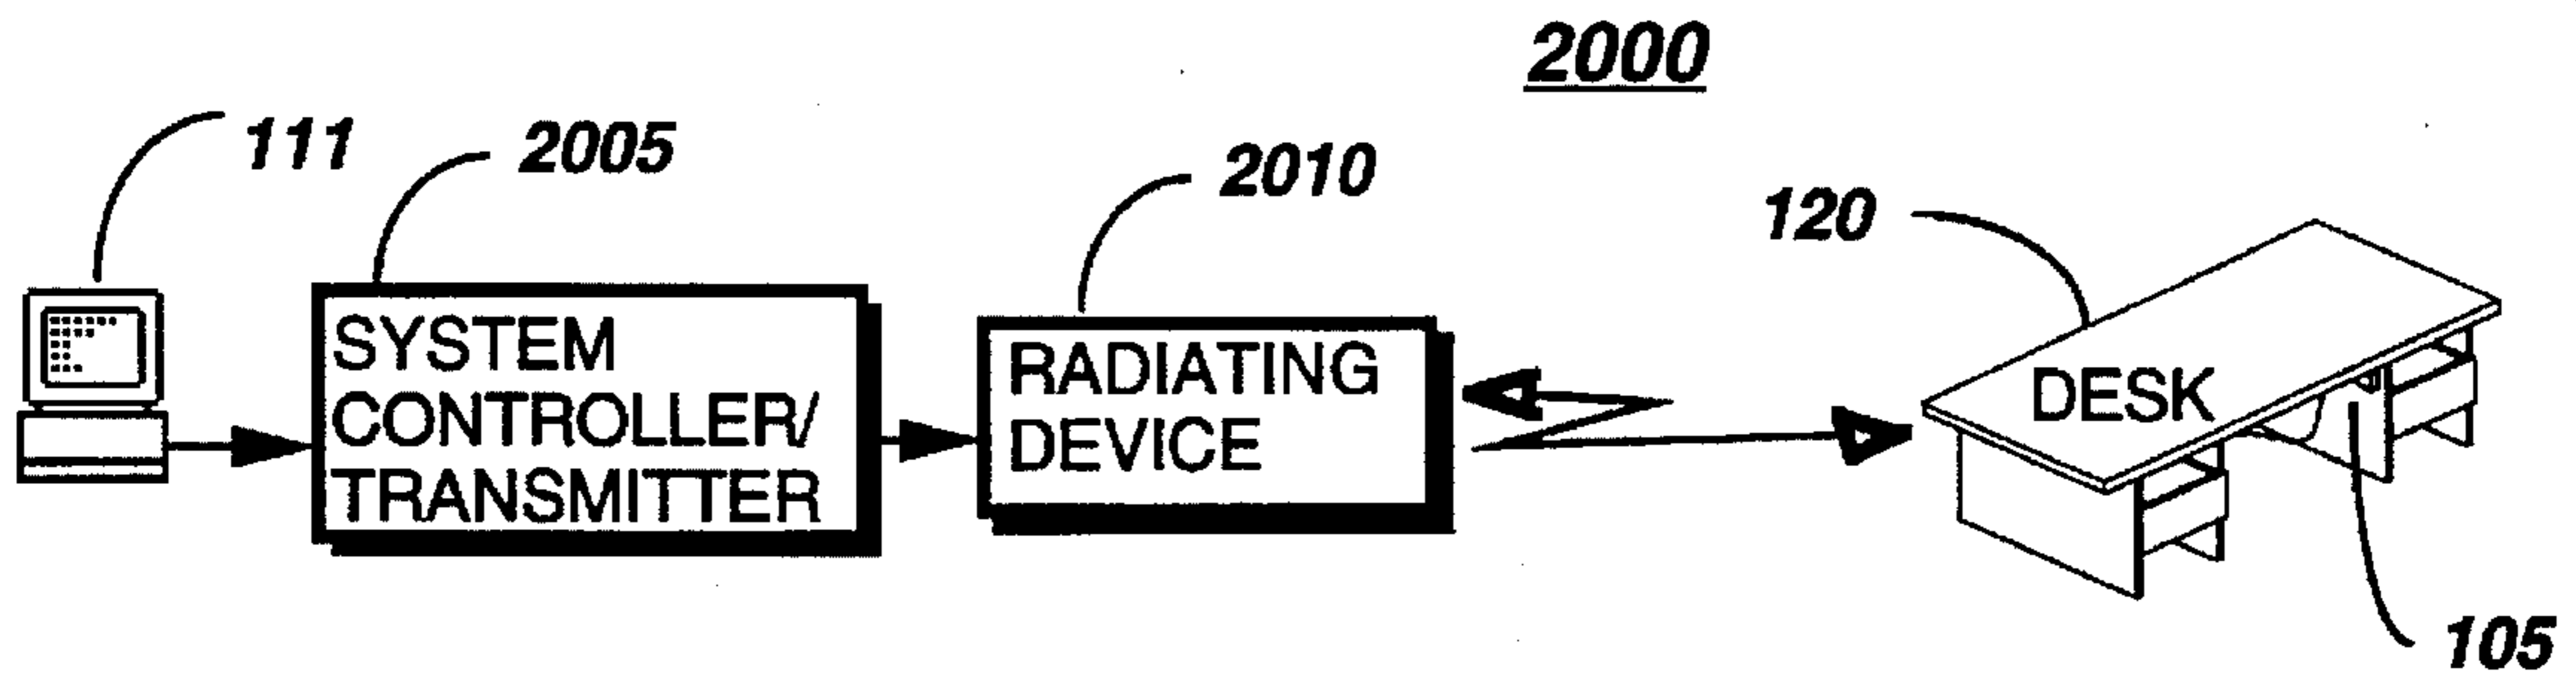 2000
111
2005
2010
120
SYSTEM
CONTROLLER/
TRANSMITTER
RADIATING
DEVICE
DESK
105